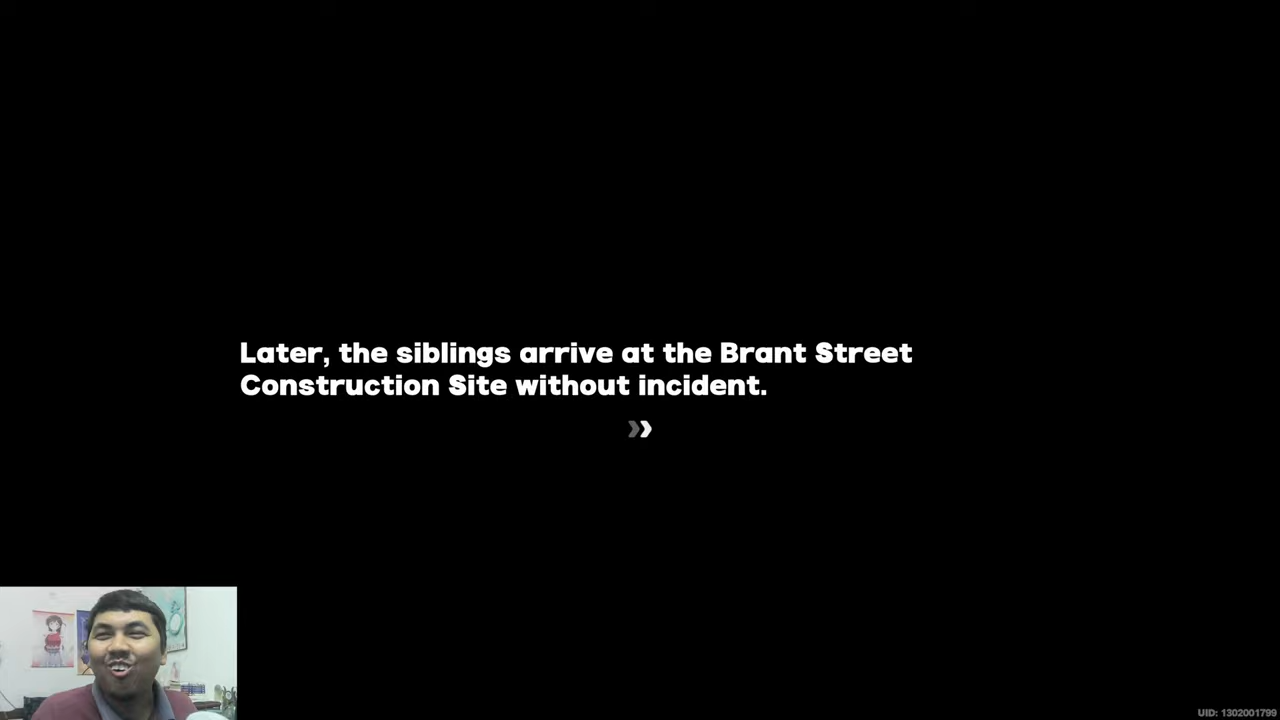 Later, the siblings arrive at the Brant Street
Construction Site without incident.
UID: 1302001799